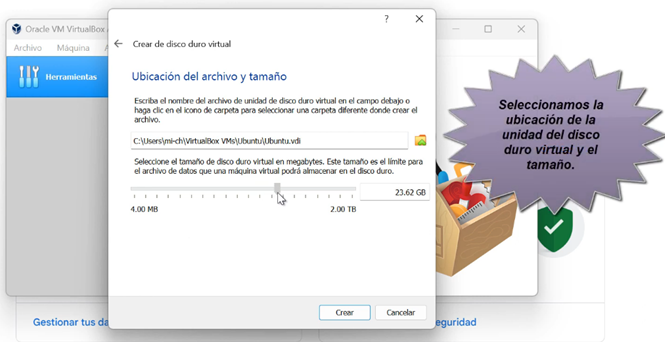 Oracle VM VirtualBox
Archivo Máquina
Herramientas
?
Crear de disco duro virtual
Ubicación del archivo y tamaño
Escriba el nombre del archivo de unidad de disco duro virtual en el campo debajo o
haga clic en el icono de carpeta para seleccionar una carpeta diferente donde crear el
archivo.
C:\Users\mi-ch\VirtualBox VMs\Ubuntu\Ubuntu.vdi
Seleccione el tamaño de disco duro virtual en megabytes. Este tamaño es el límite para
el archivo de datos que una máquina virtual podrá almacenar en el disco duro.
23.62 GB
4.00 MB 2.00 TB
Crear Cancelar
Seleccionamos la
ubicación de la
unidad del disco
duro virtual y el
tamaño.
Gestionar tus da
eguridad